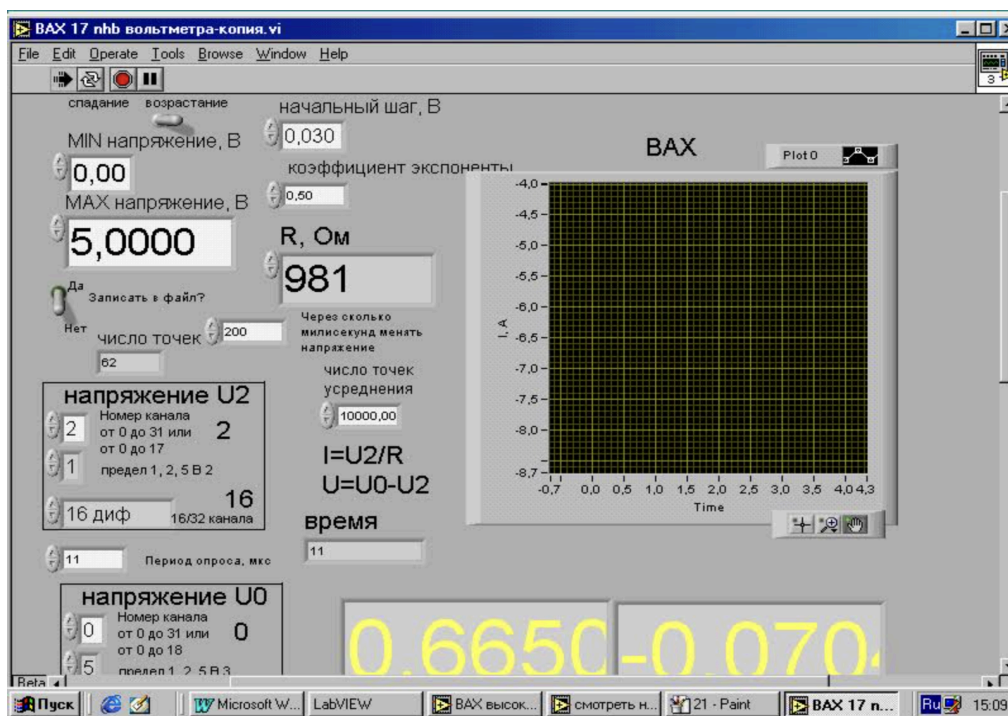 ВАХ 17 nhb вольтметра-копия.vi
File Edit Operate Tools Browse Window Help
3
спадание возрастание
начальный шаг, В
0,030
MIN напряжение, В
0,00
коэффициент экспоненты
0,50
MAX напряжение, В
5,0000
R, Ом
981
Да
Записать в файл?
Нет
число точек
200
62
Через сколько
милисекунд менять
напряжение
число точек
усреднения
10000,00
напряжение U2
Номер канала
от 0 до 31 или
от 0 до 17
2
2
1
предел 1, 2, 5 В 2
16 диф
16
16/32 канала
I=U2/R
U=U0-U2
время
11
11
Период опроса, мкс
напряжение U0
Номер канала
от 0 до 31 или
от 0 до 18
0
0
5
предел 1, 2, 5 В 3
ВАХ
Plot 0
-4,0
-4,5
-5,0
-5,5
-6,0
-6,5
-7,0
-7,5
-8,0
-8,7
I, A
-0,7 0,0 0,5 1,0 1,5 2,0 2,5 3,0 3,5 4,0 4,3
Time
0.6650
-0.0704
Beta
Пуск
Microsoft W...
LabVIEW
ВАХ высок...
смотреть н...
21 - Paint
ВАХ 17 n...
Ru